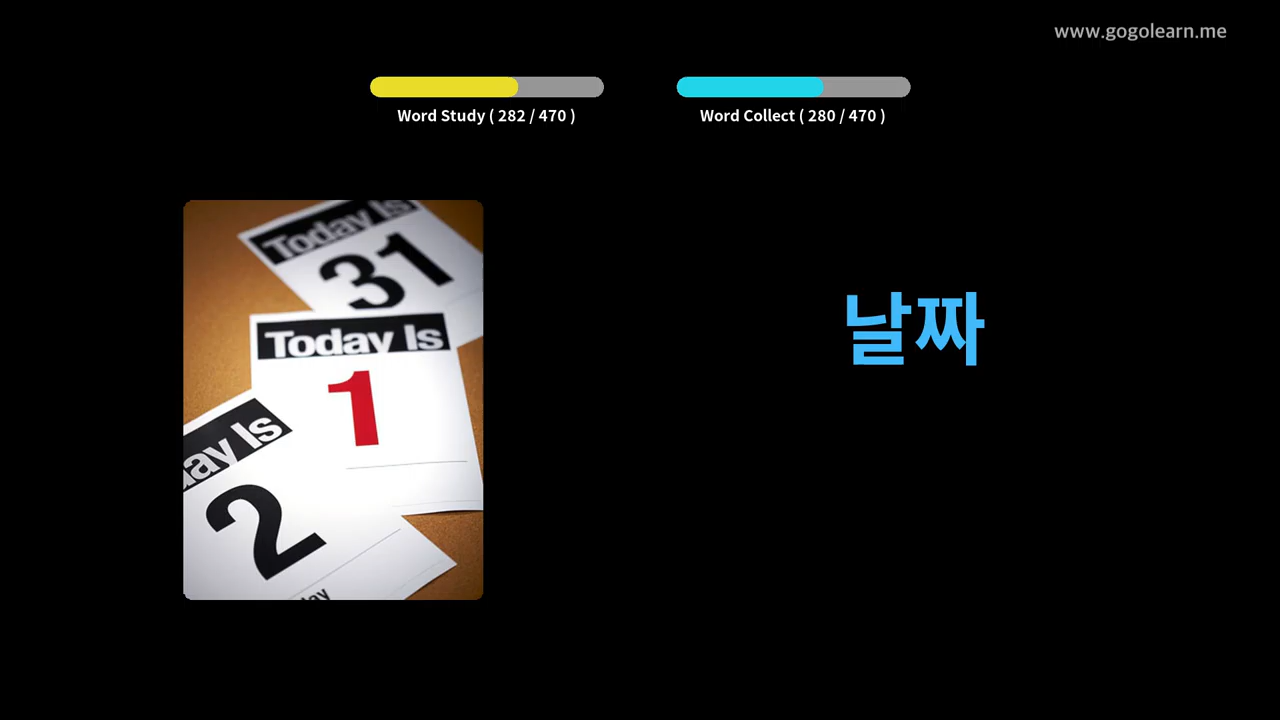 www.gogolearn.me
Word Study ( 282 / 470 )
Word Collect ( 280 / 470 )
Today Is
31
Today Is
1
ay Is
2
날짜